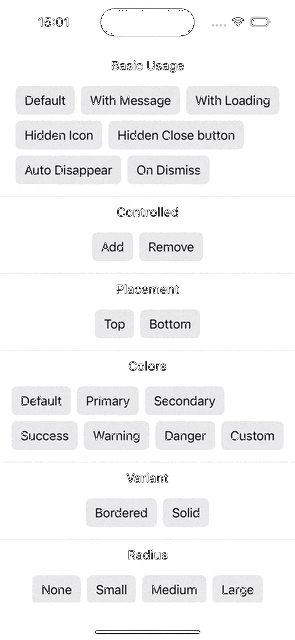 15:01
Basic Usage
Default With Message With Loading
Hidden Icon Hidden Close button
Auto Disappear On Dismiss
Controlled
Add Remove
Placement
Top Bottom
Colors
Default Primary Secondary
Success Warning Danger Custom
Variant
Bordered Solid
Radius
None Small Medium Large